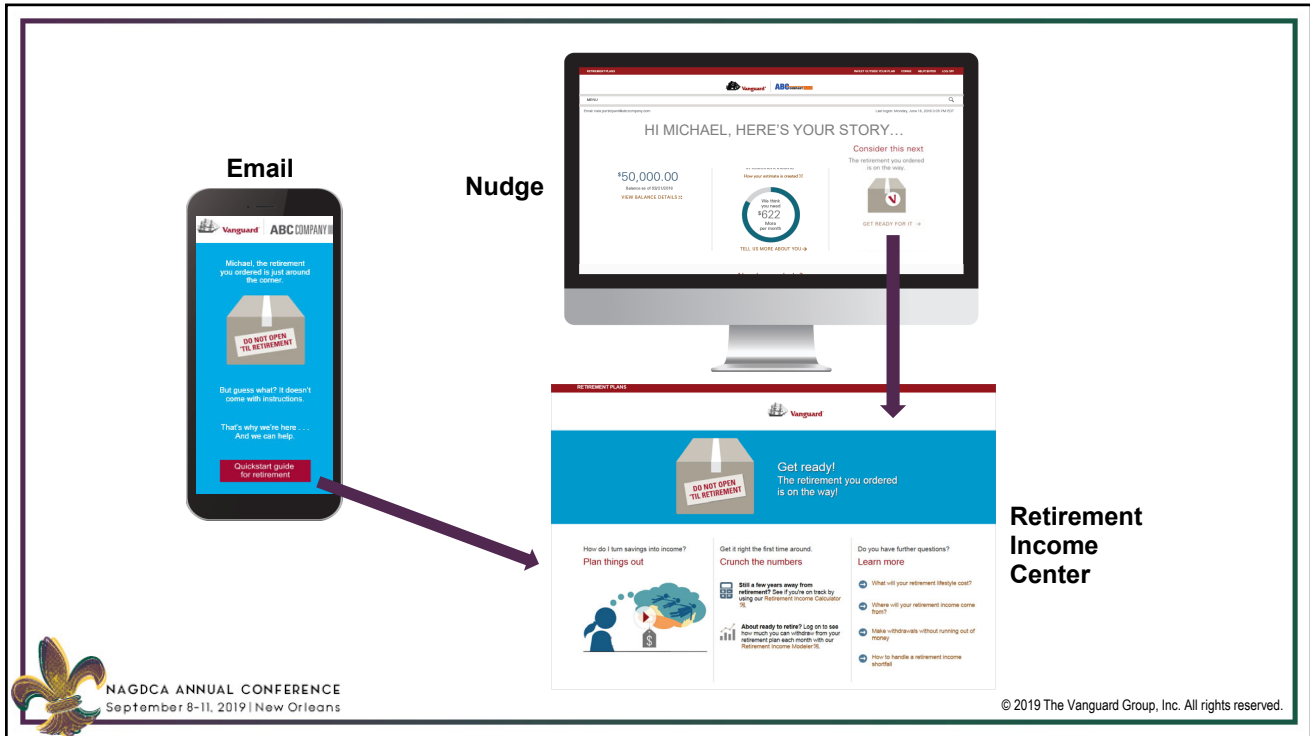 Email
Vanguard® ABC COMPANY
Michael, the retirement
you ordered is just around
the corner.
DO NOT OPEN
'TIL RETIREMENT
But guess what? It doesn't
come with instructions.
That's why we're here . . .
And we can help.
Quickstart guide
for retirement
Nudge
RETIREMENT PLANS
Vanguard® ABC COMPANY
MENU
HI MICHAEL, HERE'S YOUR STORY…
$50,000.00
VIEW BALANCE DETAILS
How your estimate is created
We think
you need
$622
More
per month
TELL US MORE ABOUT YOU
Consider this next
The retirement you ordered
is on the way.
V
GET READY FOR IT
RETIREMENT PLANS
Vanguard
DO NOT OPEN
'TIL RETIREMENT
Get ready!
The retirement you ordered
is on the way!
How do I turn savings into income?
Plan things out
$
Get it right the first time around.
Crunch the numbers
Still a few years away from
retirement? See if you're on track by
using our Retirement Income Calculator
About ready to retire? Log on to see
how much you can withdraw from your
retirement plan each month with our
Retirement Income Modeler
Do you have further questions?
Learn more
What will your retirement lifestyle cost?
Where will your retirement income come
from?
Make withdrawals without running out of
money
How to handle a retirement income
shortfall
Retirement
Income
Center
NAGDCA ANNUAL CONFERENCE
September 8-11, 2019 | New Orleans
© 2019 The Vanguard Group, Inc. All rights reserved.